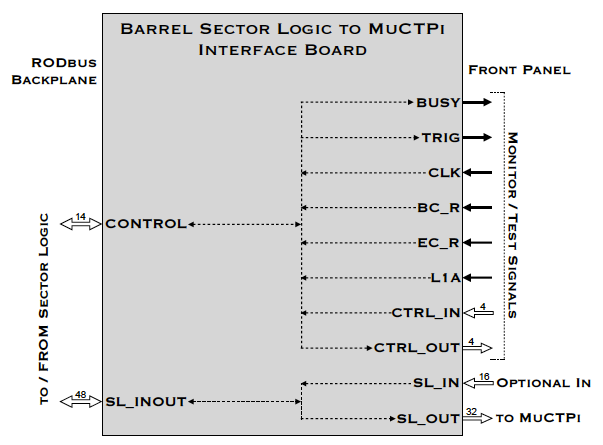 Barrel Sector Logic to MuCTPi
Interface Board
RODbus
Backplane
Front Panel
BUSY
TRIG
CLK
BC_R
EC_R
L1A
CTRL_IN
4
CTRL_OUT
4
Monitor / Test Signals
14
CONTROL
to / FROM Sector Logic
48
SL_INOUT
SL_IN
16
Optional In
SL_OUT
32
to MuCTPi